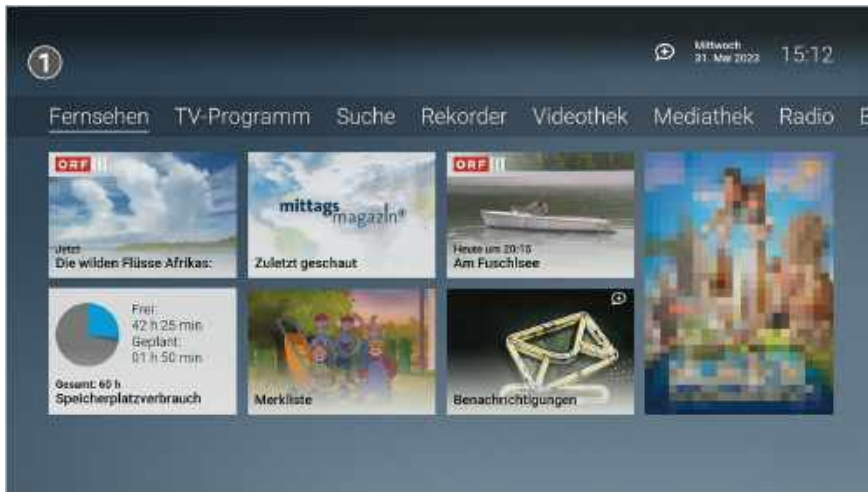 1
Mittwoch
31. Mai 2023
15:12
Fernsehen TV-Programm Suche Rekorder Videothek Mediathek Radio
ORF III
Jetzt
Die wilden Flüsse Afrikas:
mittags
magazin
Zuletzt geschaut
ORF III
Heute um 20:15
Am Fuschlsee
Frei:
42 h 25 min
Geplant:
01 h 50 min
Gesamt: 60 h
Speicherplatzverbrauch
Merkliste
Benachrichtigungen